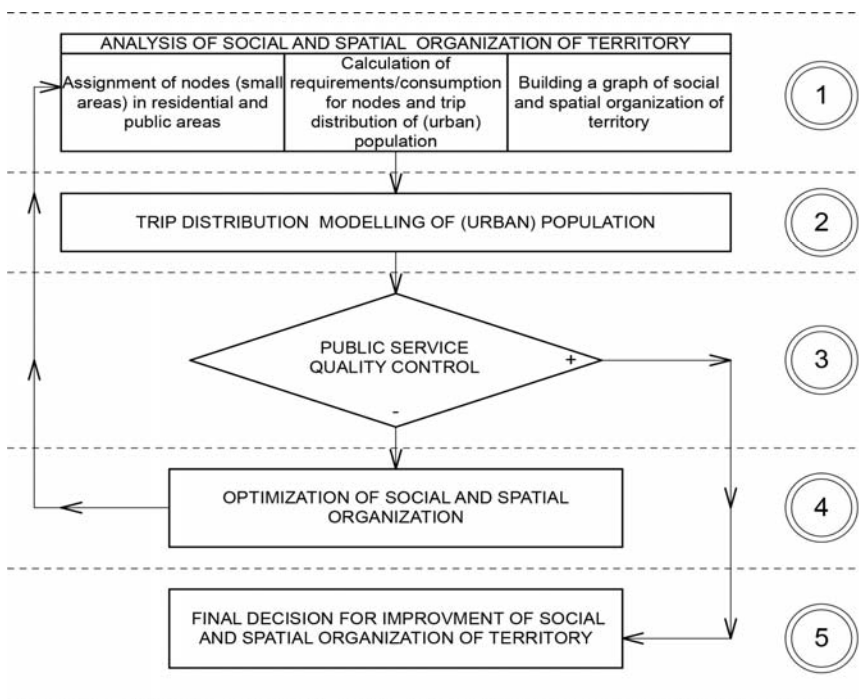 ANALYSIS OF SOCIAL AND SPATIAL ORGANIZATION OF TERRITORY
Assignment of nodes (small
areas) in residential and
public areas
Calculation of
requirements/consumption
for nodes and trip
distribution of (urban)
population
Building a graph of social
and spatial organization of
territory
1
TRIP DISTRIBUTION MODELLING OF (URBAN) POPULATION
2
PUBLIC SERVICE
QUALITY CONTROL
+
-
3
OPTIMIZATION OF SOCIAL AND SPATIAL
ORGANIZATION
4
FINAL DECISION FOR IMPROVMENT OF SOCIAL
AND SPATIAL ORGANIZATION OF TERRITORY
5